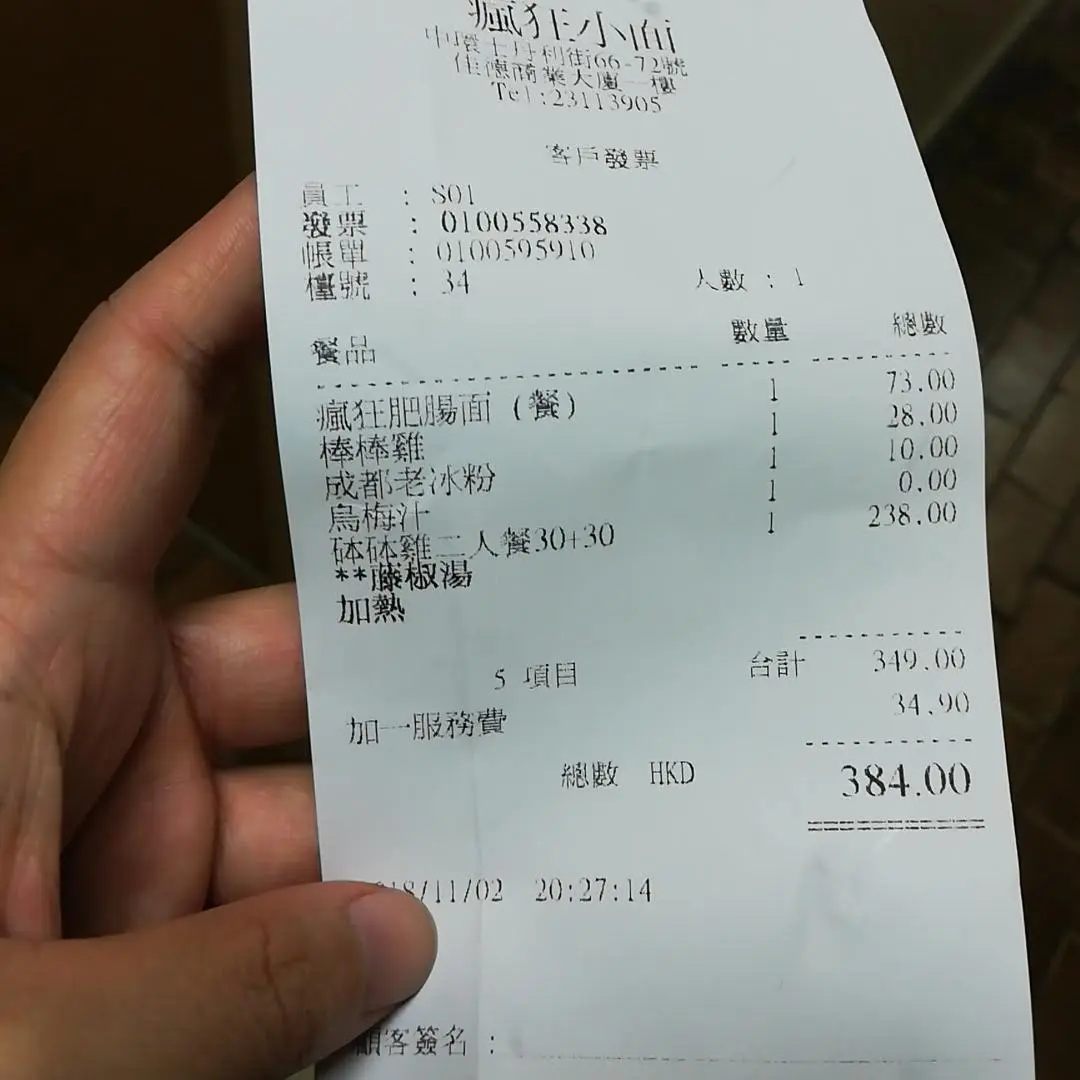 瘋狂小面
中環士丹利街66-72號
佳德商業大廈一樓
Tel:23113905
客戶發票
員工 : S01
發票 : 0100558338
帳單 : 0100595910
檯號 : 34 人數 : 1
餐品 數量 總數
瘋狂肥腸面 (餐) 1 73.00
棒棒雞 1 28.00
成都老冰粉 1 10.00
烏梅汁 1 0.00
砵砵雞二人餐30+30 1 238.00
**藤椒湯
加熱
5 項目 台計 349.00
加一服務費 34.90
總數 HKD 384.00
18/11/02 20:27:14
顧客簽名 :